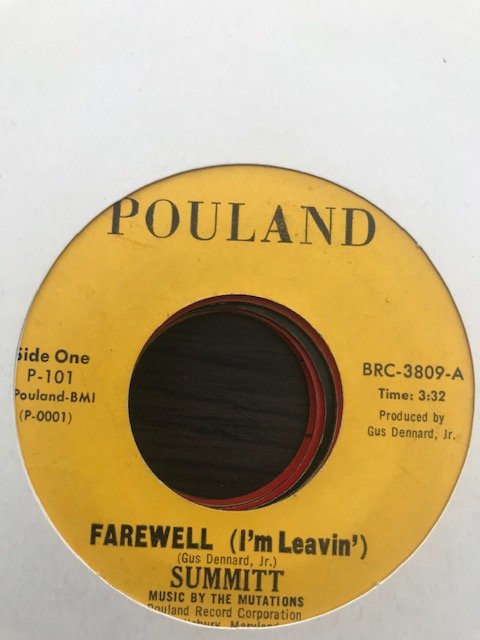 POULAND
Side One
P-101
Pouland-BMI
(P-0001)
BRC-3809-A
Time: 3:32
Produced by
Gus Dennard, Jr.
FAREWELL (I'm Leavin')
(Gus Dennard, Jr.)
SUMMITT
MUSIC BY THE MUTATIONS
Pouland Record Corporation